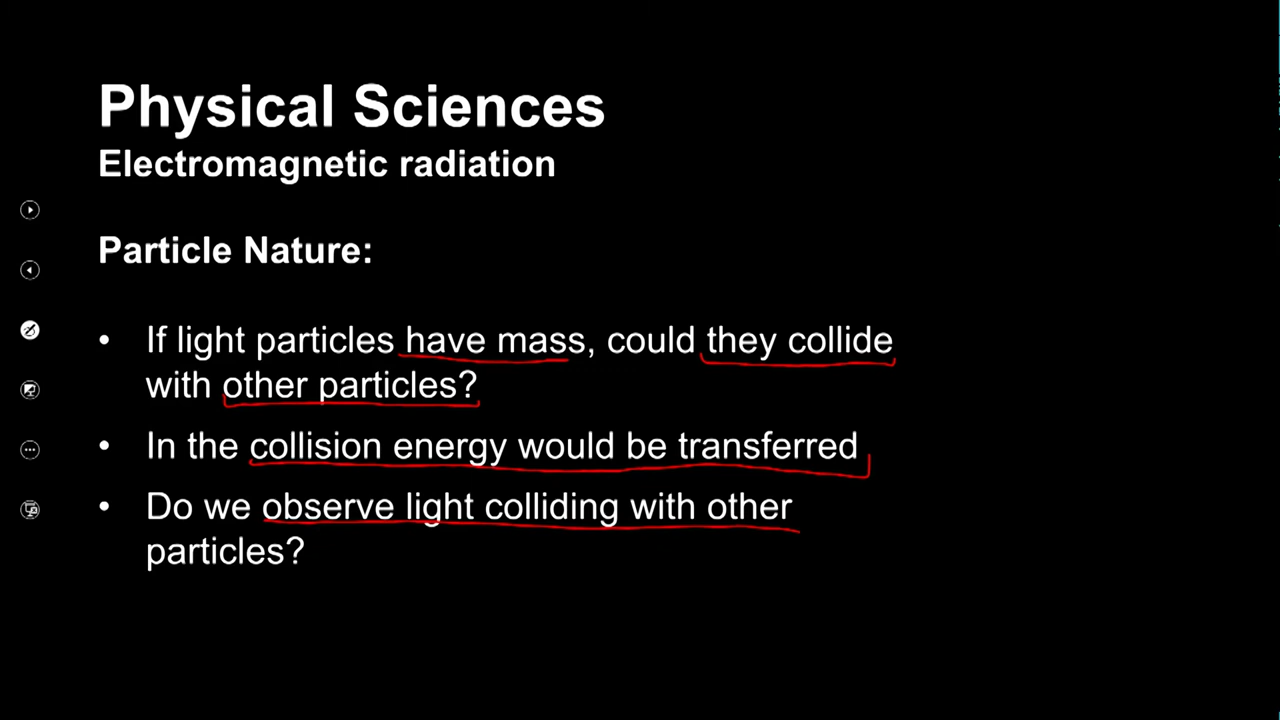 Physical Sciences
Electromagnetic radiation
Particle Nature:
• If light particles have mass, could they collide
with other particles?
• In the collision energy would be transferred
• Do we observe light colliding with other
particles?